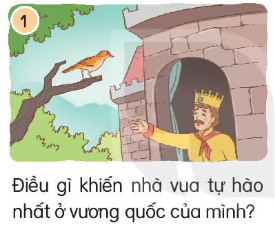 1
Điều gì khiến nhà vua tự hào
nhất ở vương quốc của mình?